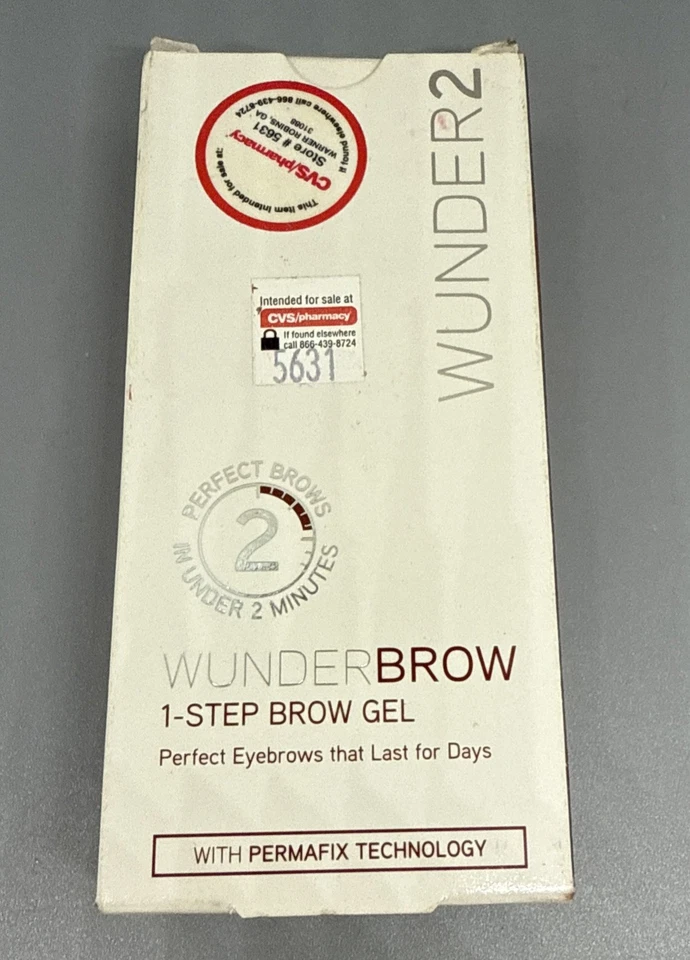 This item intended for sale at:
CVS/pharmacy
Store # 5631
WARNER ROBINS, GA
31088
If found elsewhere call 866-439-8724
WUNDER2
Intended for sale at
CVS/pharmacy
If found elsewhere
call 866-439-8724
5631
PERFECT BROWS
2
IN UNDER 2 MINUTES
WUNDERBROW
1-STEP BROW GEL
Perfect Eyebrows that Last for Days
WITH PERMAFIX TECHNOLOGY